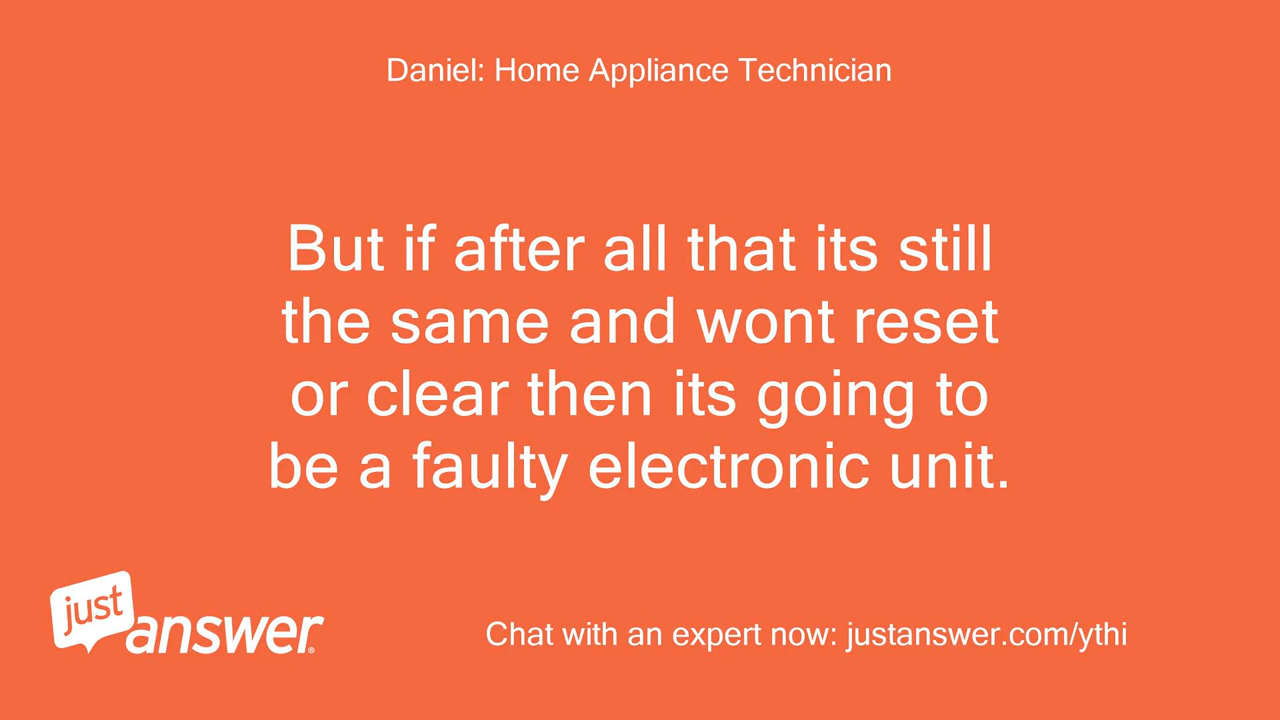 Daniel: Home Appliance Technician
But if after all that its still
the same and wont reset
or clear then its going to
be a faulty electronic unit.
just
answer®
Chat with an expert now: justanswer.com/ythi